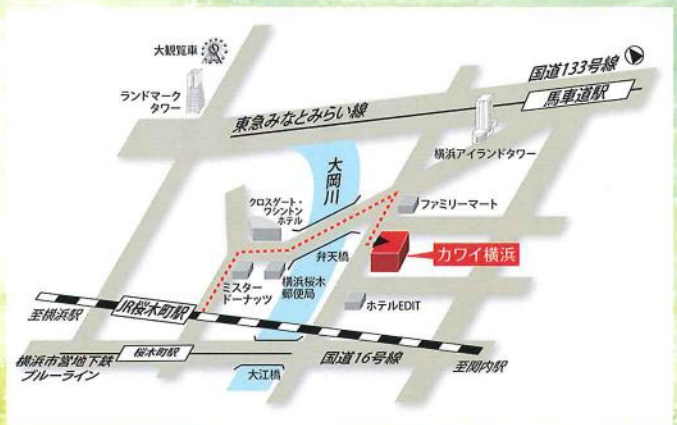 大観覧車
ランドマーク
タワー
国道133号線
馬車道駅
東急みなとみらい線
横浜アイランドタワー
大岡川
クロスゲート・
ワシントン
ホテル
ファミリーマート
弁天橋
カワイ横浜
ミスター
ドーナッツ
横浜桜木
郵便局
ホテルEDIT
JR桜木町駅
至横浜駅
桜木町駅
国道16号線
横浜市営地下鉄
ブルーライン
大江橋
至関内駅